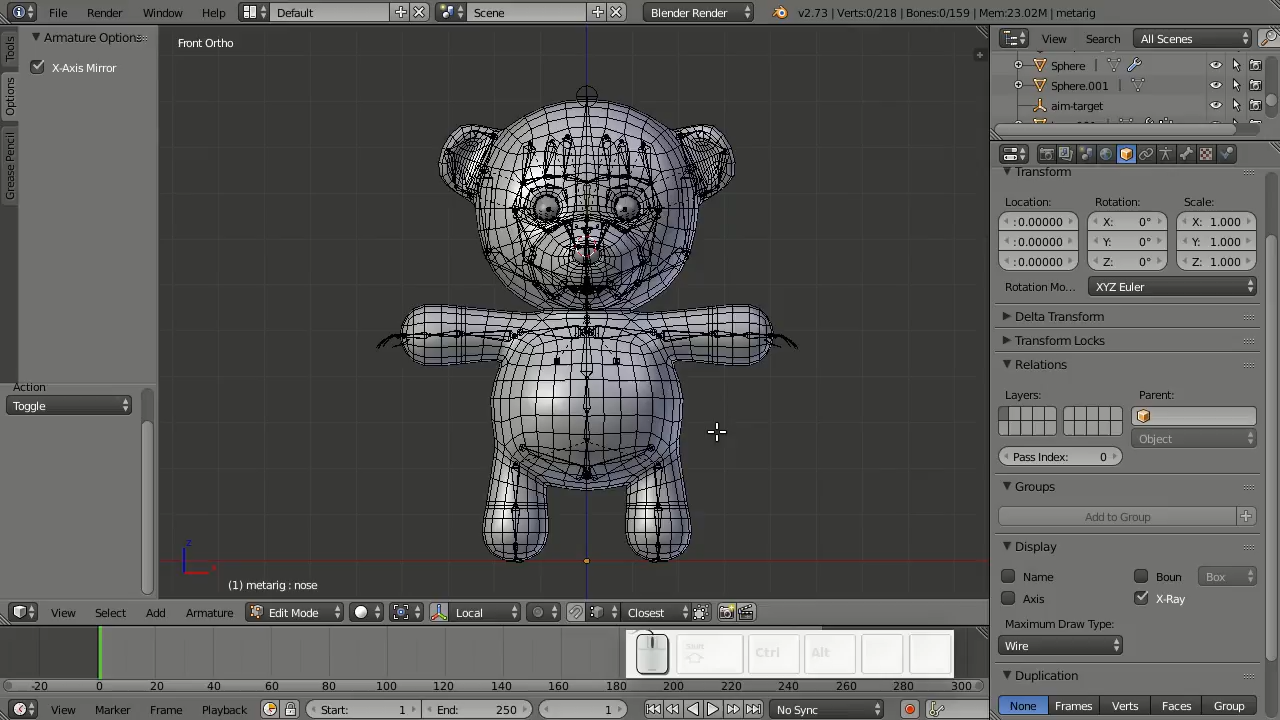 File Render Window Help Default Scene Blender Render v2.73 | Verts:0/218 | Bones:0/159 | Mem:23.02M | metarig
Armature Options
X-Axis Mirror
Tools
Options
Grease Pencil
Action
Toggle
Front Ortho
z
x
(1) metarig : nose
View Select Add Armature Edit Mode Local Closest
Shift Ctrl Alt
-20 0 20 40 60 80 100 120 140 160 180 200 220 240 260 280 300
View Marker Frame Playback Start: 1 End: 250 1 No Sync
View Search All Scenes
Sphere
Sphere.001
aim-target
Transform
Location: Rotation: Scale:
: 0.00000 X: 0° X: 1.000
: 0.00000 Y: 0° Y: 1.000
: 0.00000 Z: 0° Z: 1.000
Rotation Mo... XYZ Euler
Delta Transform
Transform Locks
Relations
Layers: Parent:
Object
Pass Index: 0
Groups
Add to Group
Display
Name Boun Box
Axis X-Ray
Maximum Draw Type:
Wire
Duplication
None Frames Verts Faces Group